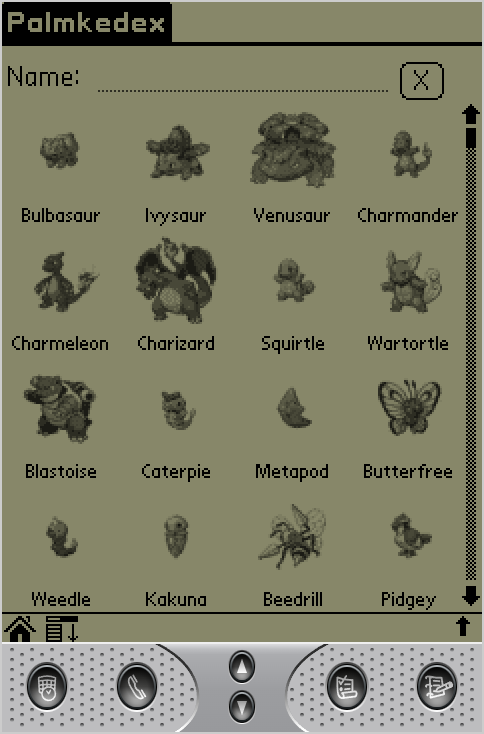 Palmkedex
Name:
X
Bulbasaur Ivysaur Venusaur Charmander
Charmeleon Charizard Squirtle Wartortle
Blastoise Caterpie Metapod Butterfree
Weedle Kakuna Beedrill Pidgey